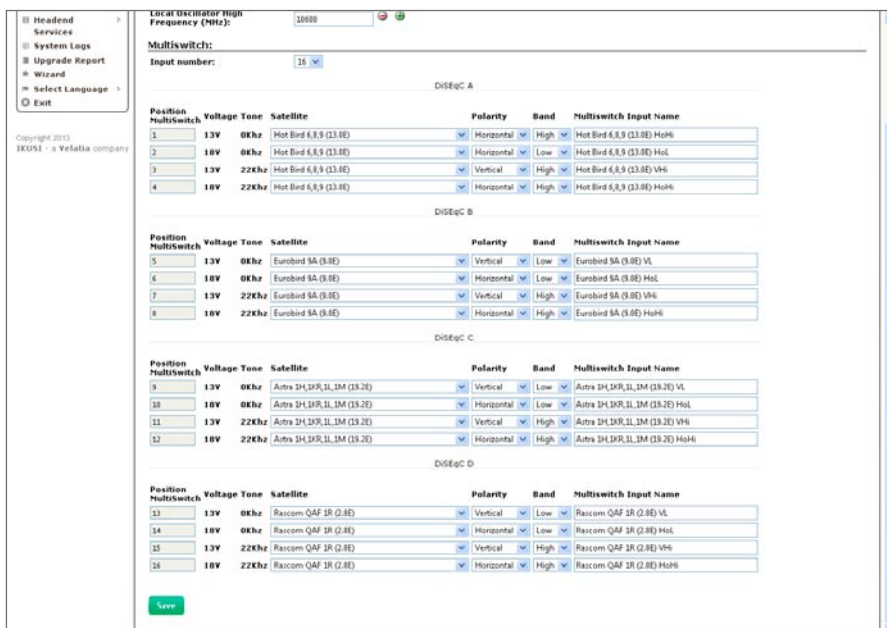 Headend Services
System Logs
Upgrade Report
Wizard
Select Language
Exit
Copyright 2013
IKUSI - a Velatia company
Local Oscillator High Frequency (MHz): 10600
Multiswitch:
Input number: 16
DiSEqC A
Position MultiSwitch Voltage Tone Satellite Polarity Band Multiswitch Input Name
1 13V 0Khz Hot Bird 6,8,9 (13.0E) Horizontal High Hot Bird 6,8,9 (13.0E) HoHi
2 18V 0Khz Hot Bird 6,8,9 (13.0E) Horizontal Low Hot Bird 6,8,9 (13.0E) HoL
3 13V 22Khz Hot Bird 6,8,9 (13.0E) Vertical High Hot Bird 6,8,9 (13.0E) VHi
4 18V 22Khz Hot Bird 6,8,9 (13.0E) Horizontal High Hot Bird 6,8,9 (13.0E) HoHi
DiSEqC B
Position MultiSwitch Voltage Tone Satellite Polarity Band Multiswitch Input Name
5 13V 0Khz Eurobird 9A (9.0E) Vertical Low Eurobird 9A (9.0E) VL
6 18V 0Khz Eurobird 9A (9.0E) Horizontal Low Eurobird 9A (9.0E) HoL
7 13V 22Khz Eurobird 9A (9.0E) Vertical High Eurobird 9A (9.0E) VHi
8 18V 22Khz Eurobird 9A (9.0E) Horizontal High Eurobird 9A (9.0E) HoHi
DiSEqC C
Position MultiSwitch Voltage Tone Satellite Polarity Band Multiswitch Input Name
9 13V 0Khz Astra 1H,1KR,1L,1M (19.2E) Vertical Low Astra 1H,1KR,1L,1M (19.2E) VL
10 18V 0Khz Astra 1H,1KR,1L,1M (19.2E) Horizontal Low Astra 1H,1KR,1L,1M (19.2E) HoL
11 13V 22Khz Astra 1H,1KR,1L,1M (19.2E) Vertical High Astra 1H,1KR,1L,1M (19.2E) VHi
12 18V 22Khz Astra 1H,1KR,1L,1M (19.2E) Horizontal High Astra 1H,1KR,1L,1M (19.2E) HoHi
DiSEqC D
Position MultiSwitch Voltage Tone Satellite Polarity Band Multiswitch Input Name
13 13V 0Khz Rascom QAF 1R (2.8E) Vertical Low Rascom QAF 1R (2.8E) VL
14 18V 0Khz Rascom QAF 1R (2.8E) Horizontal Low Rascom QAF 1R (2.8E) HoL
15 13V 22Khz Rascom QAF 1R (2.8E) Vertical High Rascom QAF 1R (2.8E) VHi
16 18V 22Khz Rascom QAF 1R (2.8E) Horizontal High Rascom QAF 1R (2.8E) HoHi
Save